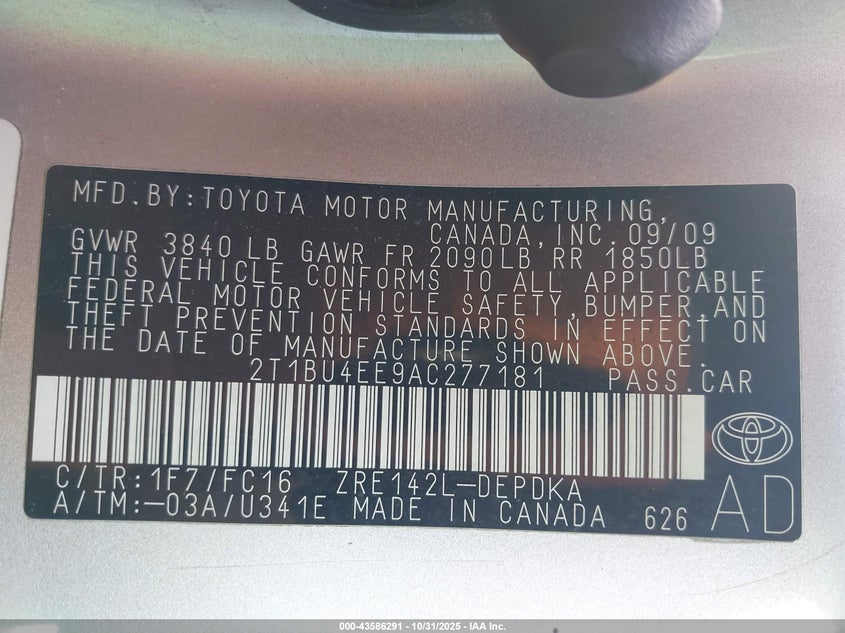 MFD.BY:TOYOTA MOTOR MANUFACTURING,
CANADA,INC.09/09
GVWR 3840 LB GAWR FR 2090LB RR 1850LB
THIS VEHICLE CONFORMS TO ALL APPLICABLE
FEDERAL MOTOR VEHICLE SAFETY,BUMPER,AND
THEFT PREVENTION STANDARDS IN EFFECT ON
THE DATE OF MANUFACTURE SHOWN ABOVE.
2T1BU4EE9AC277181 PASS.CAR
C/TR:1F7/FC16 ZRE142L-DEPDKA
A/TM:-03A/U341E MADE IN CANADA 626 AD
000-43586291 - 10/31/2025 - IAA Inc.